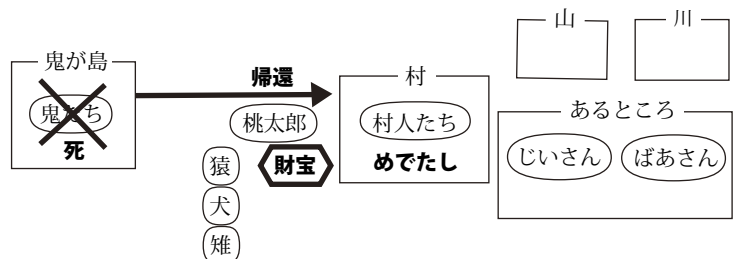 山
川
鬼が島
鬼たち
死
帰還
桃太郎
財宝
猿
犬
雉
村
村人たち
めでたし
あるところ
じいさん
ばあさん